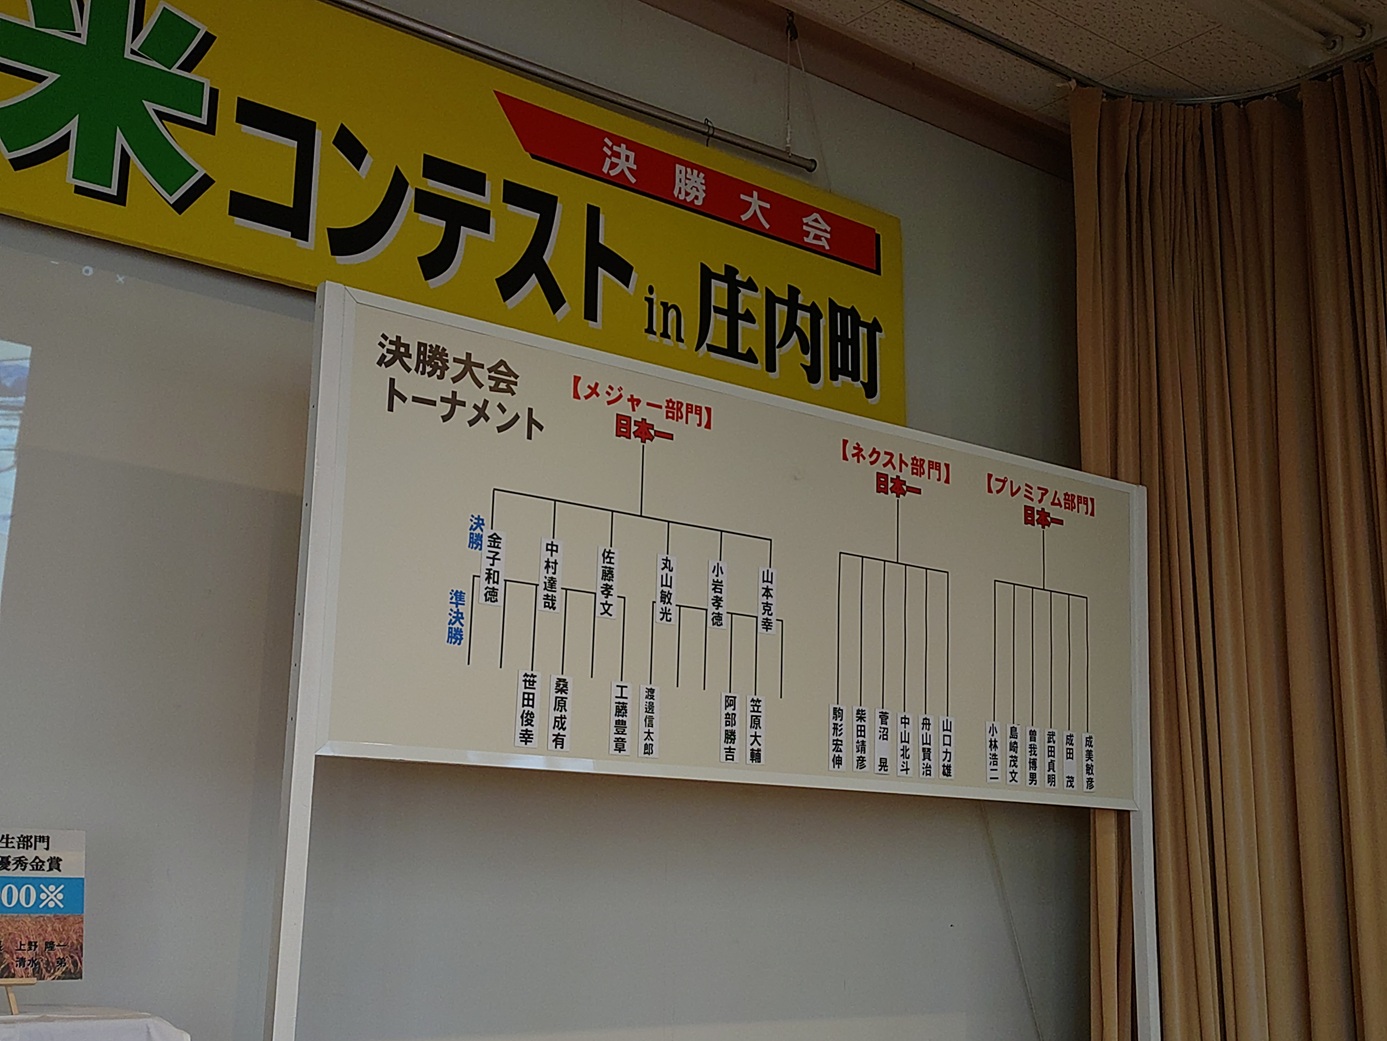 決勝大会
米コンテスト in 庄内町
決勝大会
トーナメント
【メジャー部門】
日本一
【ネクスト部門】
日本一
【プレミアム部門】
日本一
決勝
金子和徳
中村達哉
佐藤孝文
丸山敏光
小岩孝徳
山本克幸
準決勝
笹田俊幸
桑原成有
工藤豊章
渡邊信太郎
阿部勝吉
笠原大輔
駒形宏伸
柴田靖彦
菅沼 晃
中山北斗
舟山賢治
山口力雄
小林浩二
島崎茂文
曽我博男
武田貞明
成田 茂
成美敏彦
生部門
優秀金賞
00※
上野 隆一
清水 弟